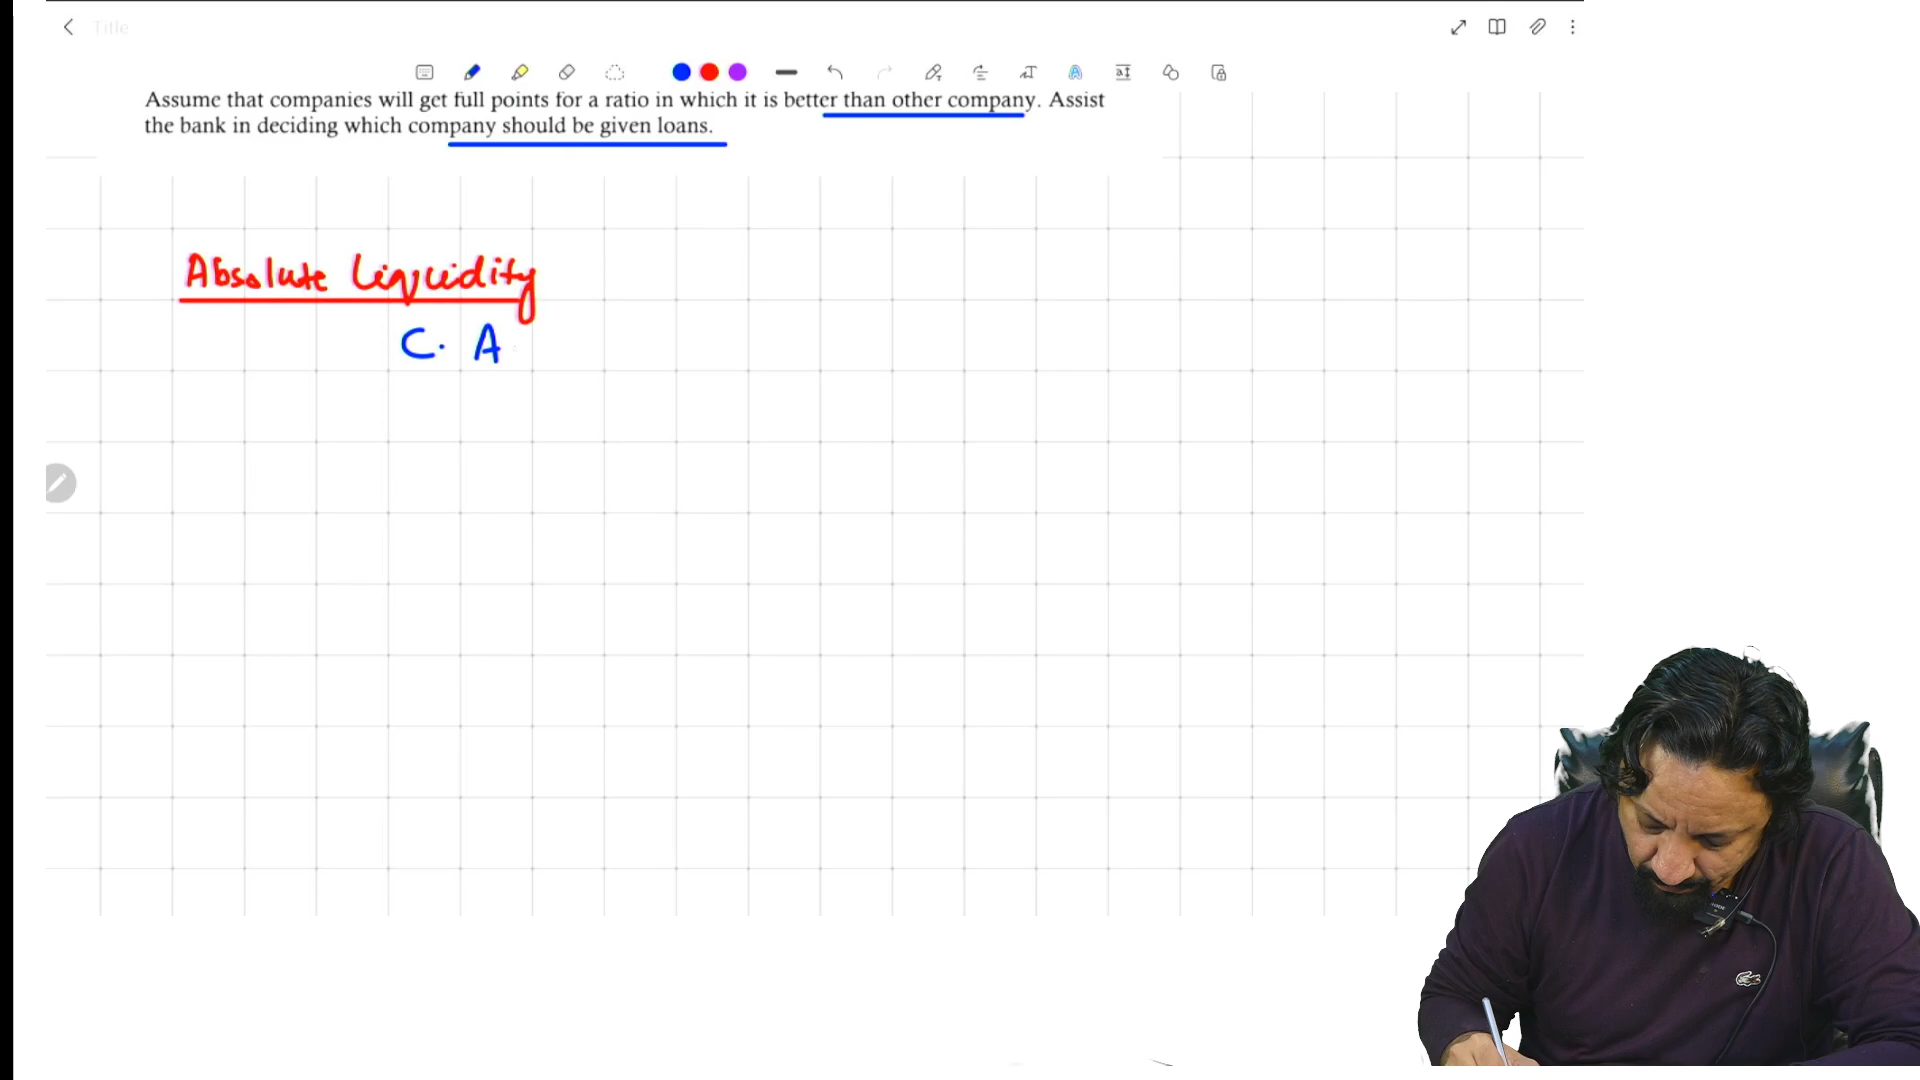 Title
Assume that companies will get full points for a ratio in which it is better than other company. Assist
the bank in deciding which company should be given loans.
Absolute Liquidity
C. A